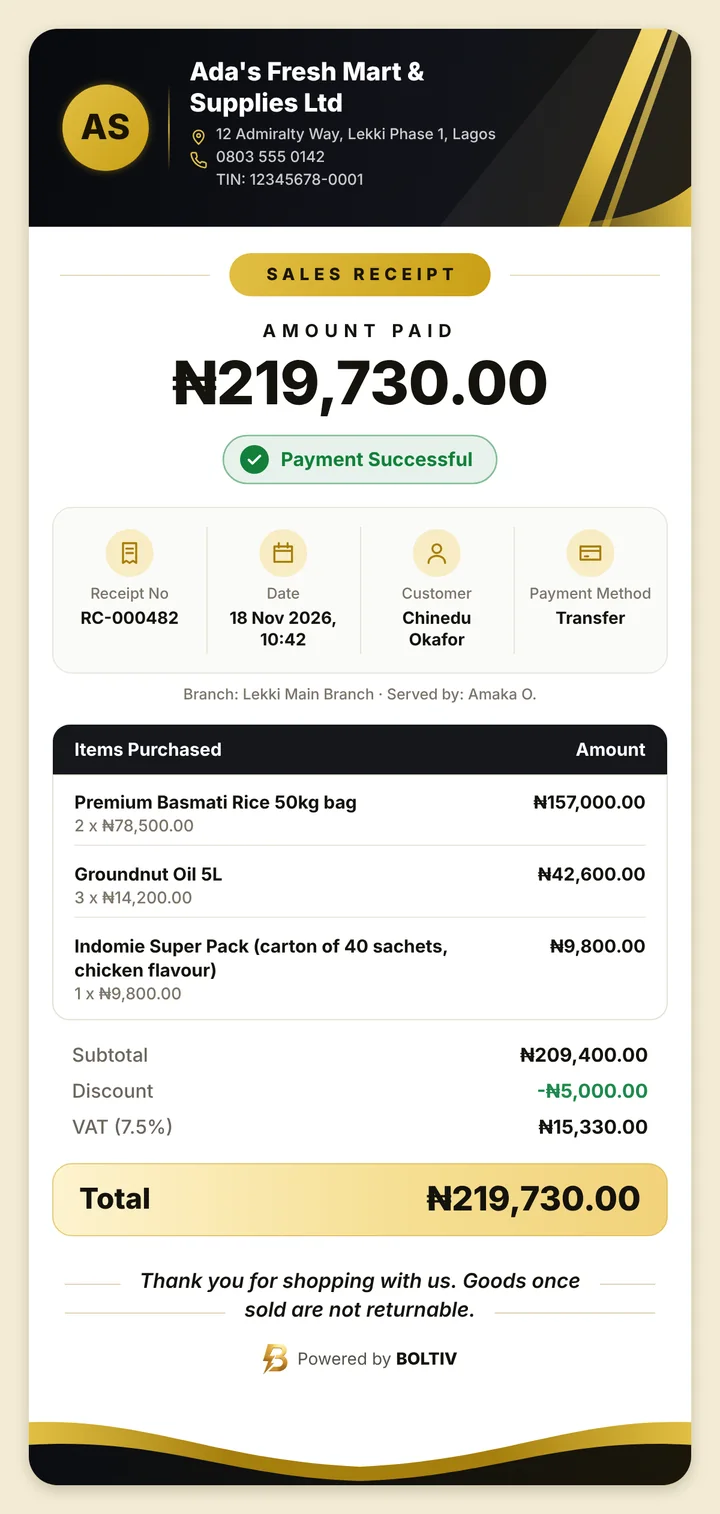 AS
Ada's Fresh Mart &
Supplies Ltd
12 Admiralty Way, Lekki Phase 1, Lagos
0803 555 0142
TIN: 12345678-0001
SALES RECEIPT
AMOUNT PAID
₦219,730.00
Payment Successful
Receipt No
RC-000482
Date
18 Nov 2026,
10:42
Customer
Chinedu
Okafor
Payment Method
Transfer
Branch: Lekki Main Branch · Served by: Amaka O.
Items Purchased Amount
Premium Basmati Rice 50kg bag ₦157,000.00
2 x ₦78,500.00
Groundnut Oil 5L ₦42,600.00
3 x ₦14,200.00
Indomie Super Pack (carton of 40 sachets, ₦9,800.00
chicken flavour)
1 x ₦9,800.00
Subtotal ₦209,400.00
Discount -₦5,000.00
VAT (7.5%) ₦15,330.00
Total ₦219,730.00
Thank you for shopping with us. Goods once
sold are not returnable.
Powered by BOLTIV